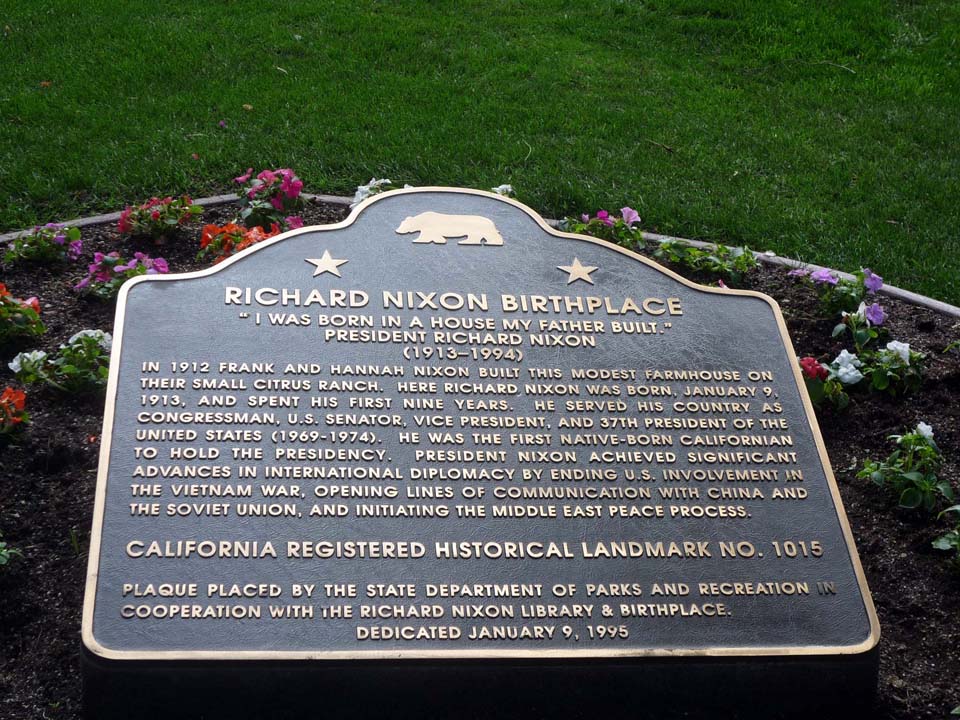 RICHARD NIXON BIRTHPLACE
“ I WAS BORN IN A HOUSE MY FATHER BUILT.”
PRESIDENT RICHARD NIXON
(1913–1994)
IN 1912 FRANK AND HANNAH NIXON BUILT THIS MODEST FARMHOUSE ON
THEIR SMALL CITRUS RANCH. HERE RICHARD NIXON WAS BORN, JANUARY 9,
1913, AND SPENT HIS FIRST NINE YEARS. HE SERVED HIS COUNTRY AS
CONGRESSMAN, U.S. SENATOR, VICE PRESIDENT, AND 37TH PRESIDENT OF THE
UNITED STATES (1969-1974). HE WAS THE FIRST NATIVE-BORN CALIFORNIAN
TO HOLD THE PRESIDENCY. PRESIDENT NIXON ACHIEVED SIGNIFICANT
ADVANCES IN INTERNATIONAL DIPLOMACY BY ENDING U.S. INVOLVEMENT IN
THE VIETNAM WAR, OPENING LINES OF COMMUNICATION WITH CHINA AND
THE SOVIET UNION, AND INITIATING THE MIDDLE EAST PEACE PROCESS.
CALIFORNIA REGISTERED HISTORICAL LANDMARK NO. 1015
PLAQUE PLACED BY THE STATE DEPARTMENT OF PARKS AND RECREATION IN
COOPERATION WITH THE RICHARD NIXON LIBRARY & BIRTHPLACE.
DEDICATED JANUARY 9, 1995